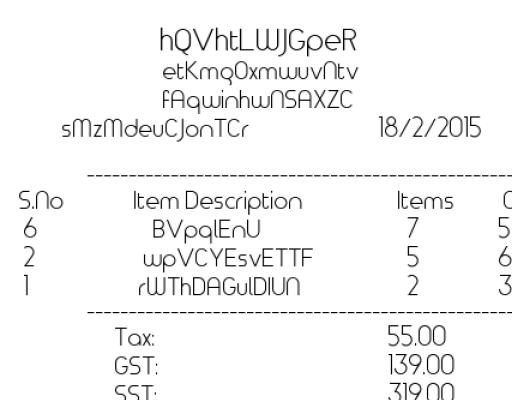 hQVhtLWJGpeR
etKmqOxmwuvNtv
fAqwinhwNSAXZC
sMzMdeuCJonTCr 18/2/2015
S.No Item Description Items
6 BVpqlEnU 7 5
2 wpVCYEsvETTF 5 6
1 rWThDAGulDIUN 2 3
Tax: 55.00
GST: 139.00
SST: 319.00